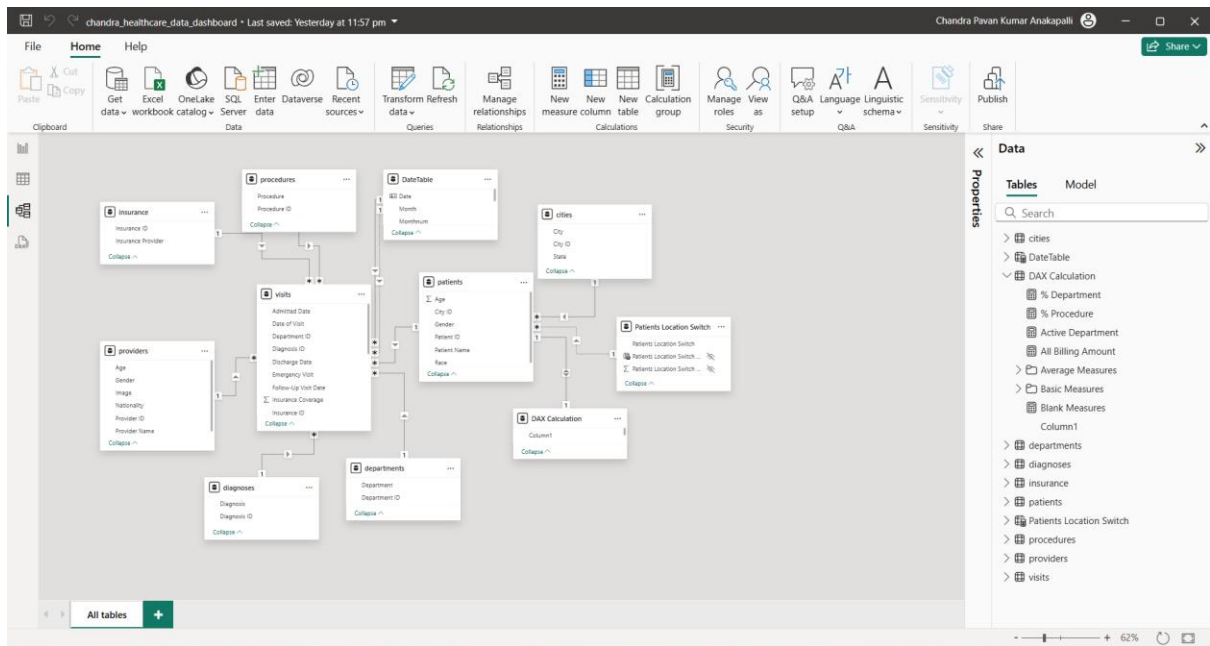 chandra_healthcare_data_dashboard • Last saved: Yesterday at 11:57 pm
Chandra Pavan Kumar Anakapalli
File Home Help
Share
Paste
Cut
Copy
Get data
Excel workbook
OneLake catalog
SQL Server
Enter data
Dataverse
Recent sources
Transform data
Refresh
Manage relationships
New measure
New column
New table
Calculation group
Manage roles
View as
Q&A setup
Language
Linguistic schema
Sensitivity
Publish
Clipboard
Data
Queries
Relationships
Calculations
Security
Q&A
Sensitivity
Share
procedures
Procedure
Procedure ID
Collapse
DateTable
Date
Month
Monthnum
Collapse
insurance
Insurance ID
Insurance Provider
Collapse
cities
City
City ID
State
Collapse
visits
Admitted Date
Date of Visit
Department ID
Diagnosis ID
Discharge Date
Emergency Visit
Follow-Up Visit Date
Insurance Coverage
Insurance ID
Collapse
patients
Age
City ID
Gender
Patient ID
Patient Name
Race
Collapse
Patients Location Switch
Patients Location Switch
Patients Location Switch ...
Patients Location Switch ...
Collapse
providers
Age
Gender
Image
Nationality
Provider ID
Provider Name
Collapse
DAX Calculation
Column1
Collapse
departments
Department
Department ID
Collapse
diagnoses
Diagnosis
Diagnosis ID
Collapse
Properties
Data
Tables Model
Search
cities
DateTable
DAX Calculation
% Department
% Procedure
Active Department
All Billing Amount
Average Measures
Basic Measures
Blank Measures
Column1
departments
diagnoses
insurance
patients
Patients Location Switch
procedures
providers
visits
All tables
62%